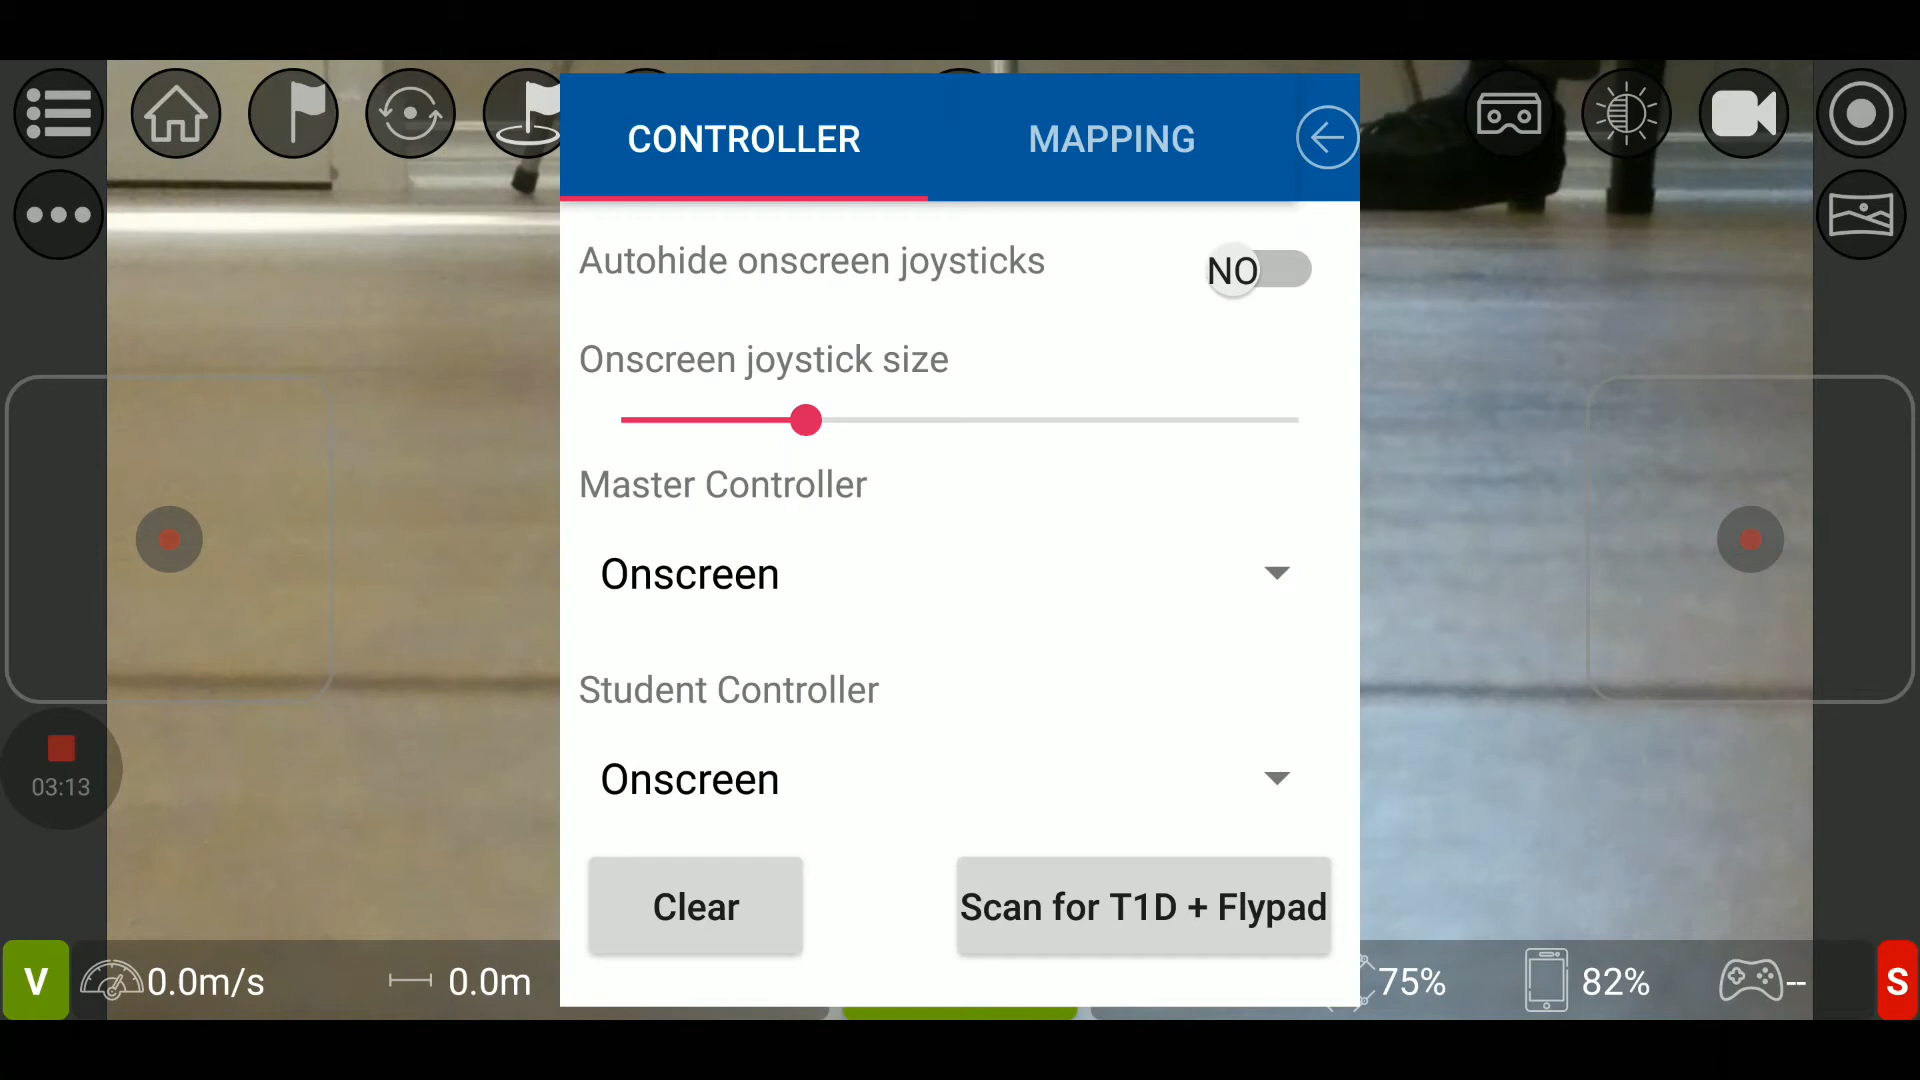 CONTROLLER MAPPING
Autohide onscreen joysticks NO
Onscreen joystick size
Master Controller
Onscreen
Student Controller
Onscreen
03:13
Clear Scan for T1D + Flypad
V 0.0m/s 0.0m 75% 82% -- S